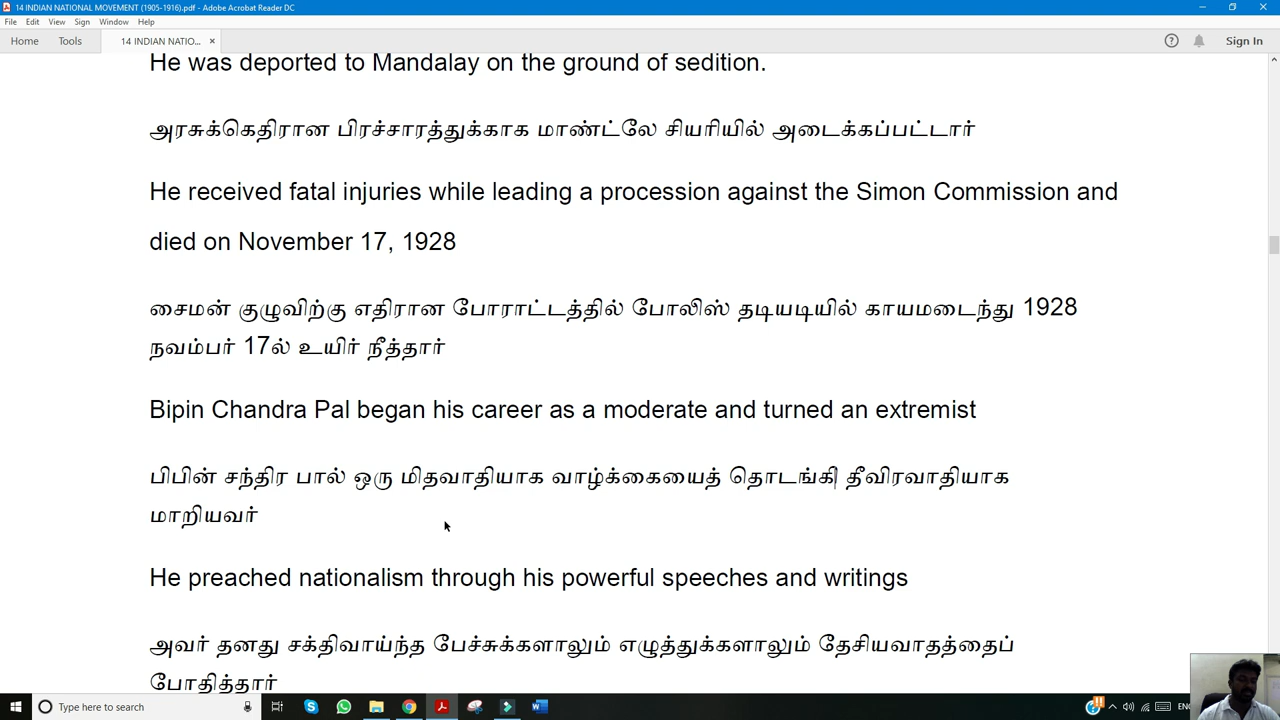 14 INDIAN NATIONAL MOVEMENT (1905-1916).pdf - Adobe Acrobat Reader DC
File Edit View Sign Window Help
Home Tools 14 INDIAN NATIO... × Sign In
He was deported to Mandalay on the ground of sedition.
அரசுக்கெதிரான பிரச்சாரத்துக்காக மாண்ட்லே சியரியில் அடைக்கப்பட்டார்
He received fatal injuries while leading a procession against the Simon Commission and
died on November 17, 1928
சைமன் குழுவிற்கு எதிரான போராட்டத்தில் போலிஸ் தடியடியில் காயமடைந்து 1928
நவம்பர் 17ல் உயிர் நீத்தார்
Bipin Chandra Pal began his career as a moderate and turned an extremist
பிபின் சந்திர பால் ஒரு மிதவாதியாக வாழ்க்கையைத் தொடங்கி தீவிரவாதியாக
மாறியவர்
He preached nationalism through his powerful speeches and writings
அவர் தனது சக்திவாய்ந்த பேச்சுக்களாலும் எழுத்துக்களாலும் தேசியவாதத்தைப்
போதித்தார்
Type here to search